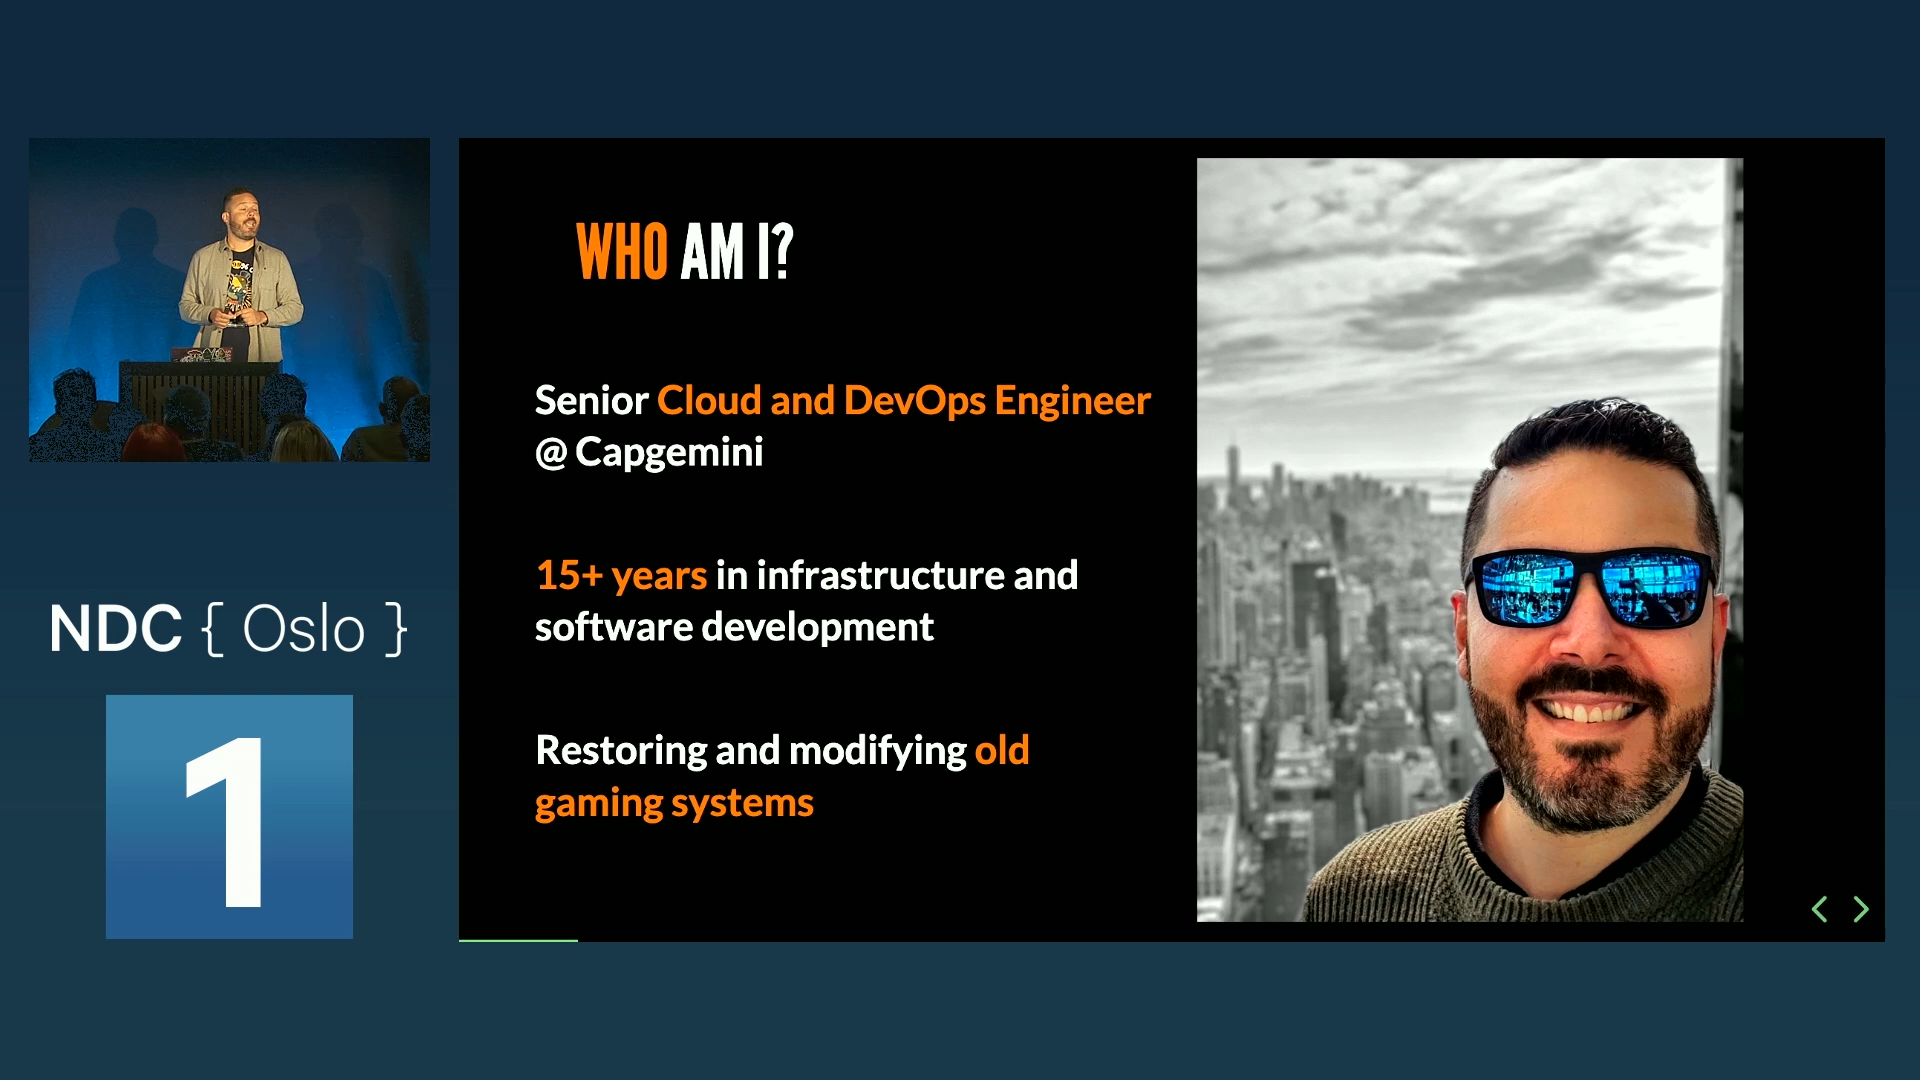 WHO AM I?
Senior Cloud and DevOps Engineer
@ Capgemini
15+ years in infrastructure and
software development
Restoring and modifying old
gaming systems
NDC { Oslo }
1